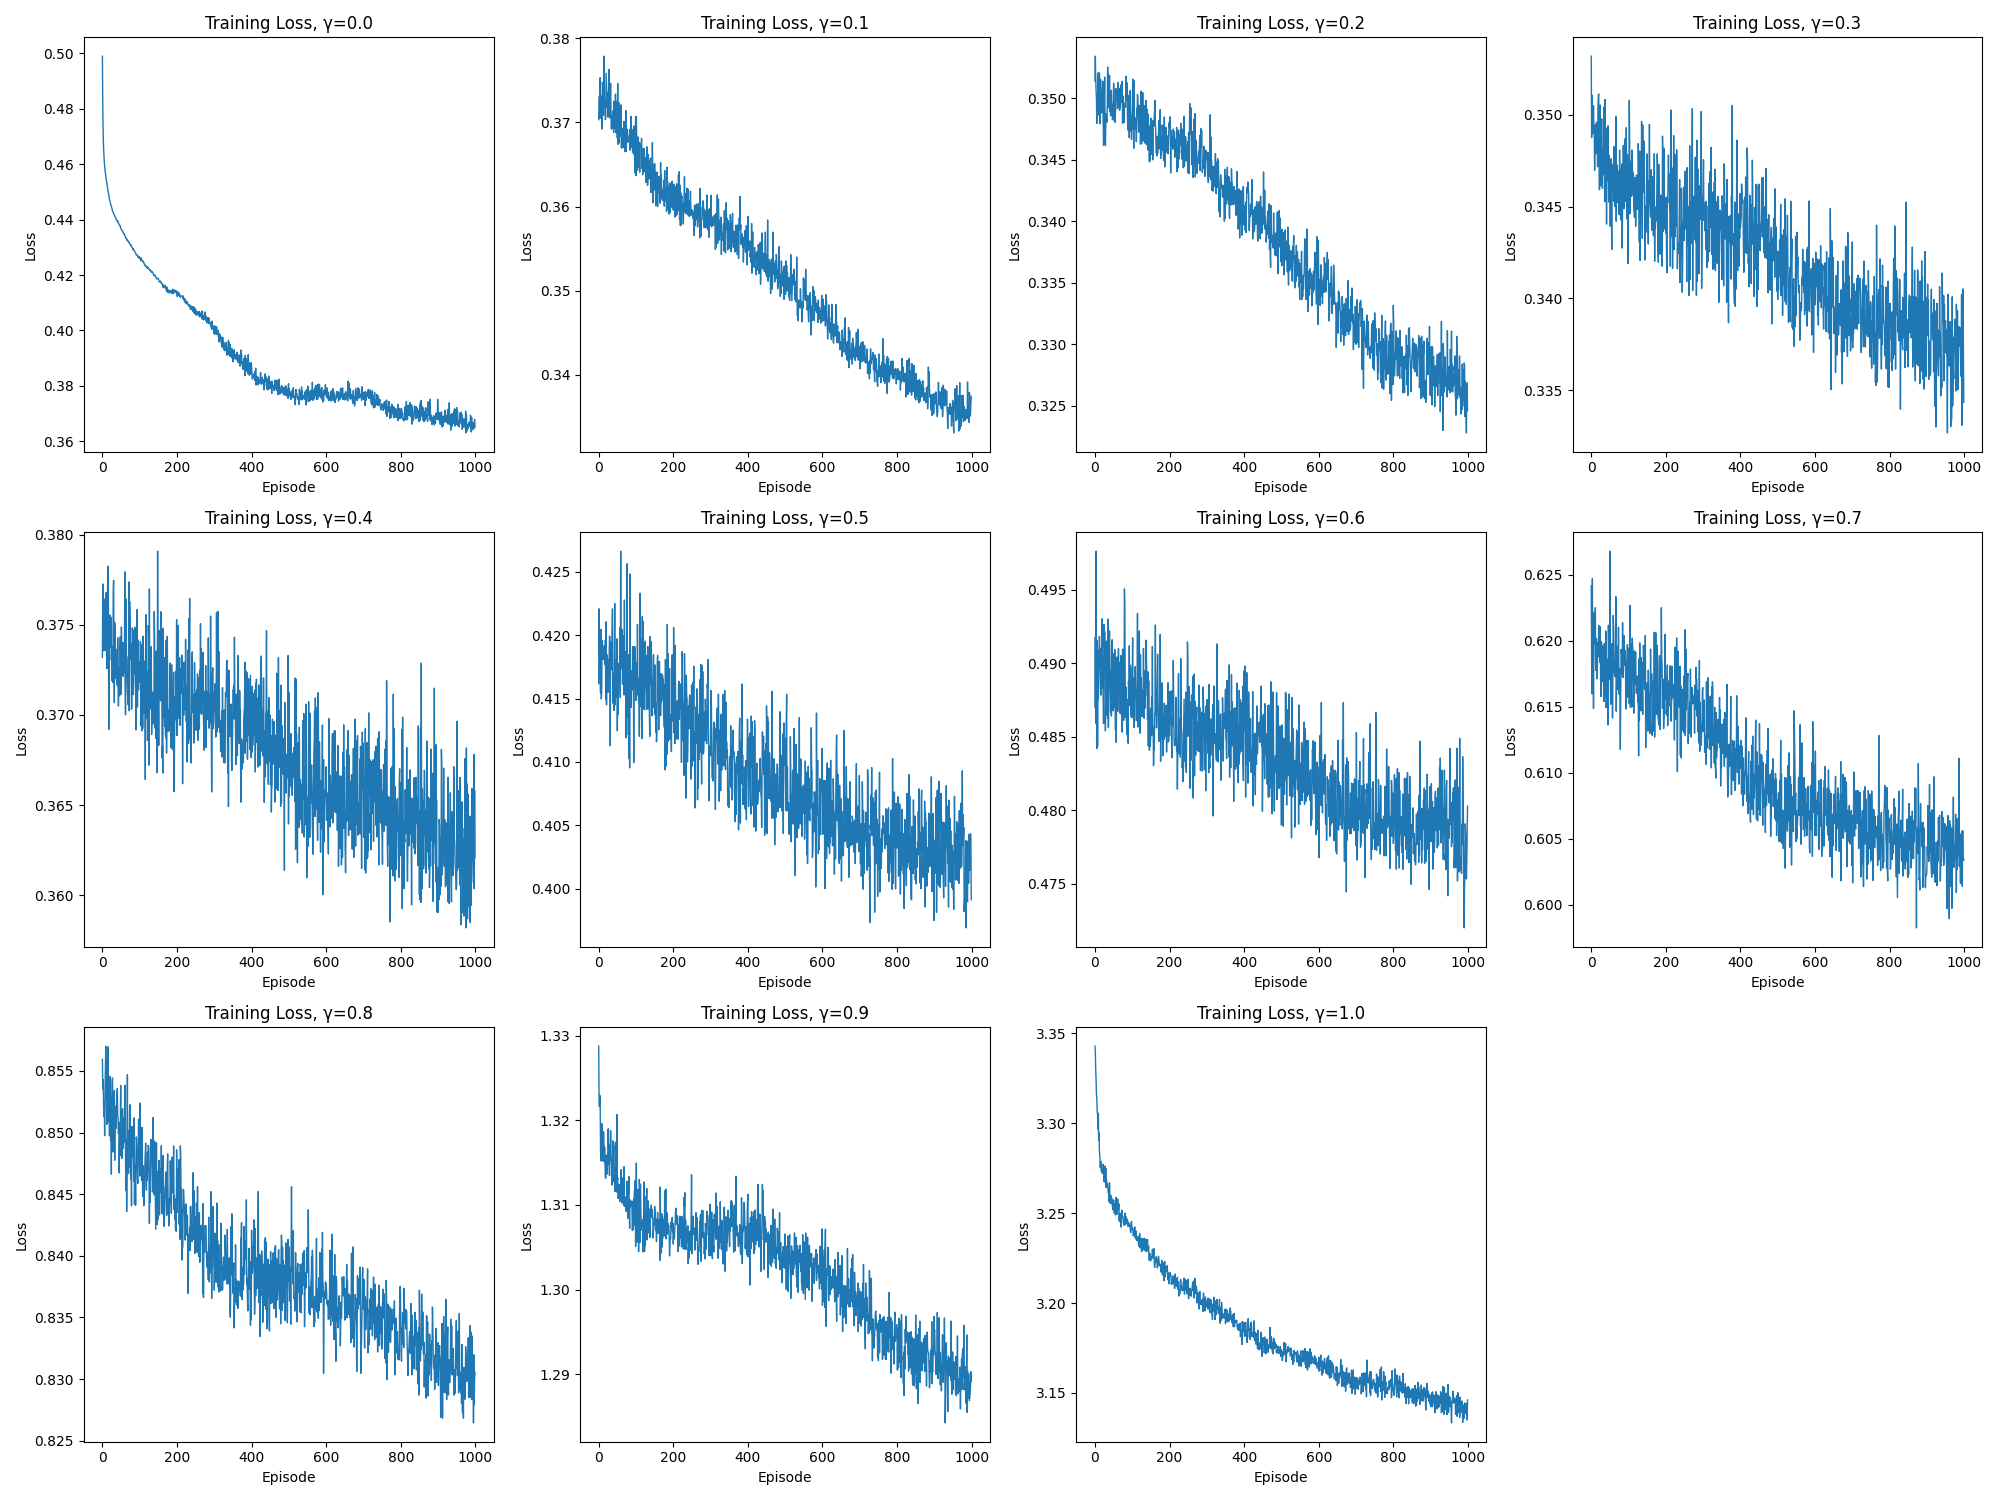 Training Loss, γ=0.0
0.50
0.48
0.46
0.44
0.42
0.40
0.38
0.36
Loss
0 200 400 600 800 1000
Episode
Training Loss, γ=0.1
0.38
0.37
0.36
0.35
0.34
Loss
0 200 400 600 800 1000
Episode
Training Loss, γ=0.2
0.350
0.345
0.340
0.335
0.330
0.325
Loss
0 200 400 600 800 1000
Episode
Training Loss, γ=0.3
0.350
0.345
0.340
0.335
Loss
0 200 400 600 800 1000
Episode
Training Loss, γ=0.4
0.380
0.375
0.370
0.365
0.360
Loss
0 200 400 600 800 1000
Episode
Training Loss, γ=0.5
0.425
0.420
0.415
0.410
0.405
0.400
Loss
0 200 400 600 800 1000
Episode
Training Loss, γ=0.6
0.495
0.490
0.485
0.480
0.475
Loss
0 200 400 600 800 1000
Episode
Training Loss, γ=0.7
0.625
0.620
0.615
0.610
0.605
0.600
Loss
0 200 400 600 800 1000
Episode
Training Loss, γ=0.8
0.855
0.850
0.845
0.840
0.835
0.830
0.825
Loss
0 200 400 600 800 1000
Episode
Training Loss, γ=0.9
1.33
1.32
1.31
1.30
1.29
Loss
0 200 400 600 800 1000
Episode
Training Loss, γ=1.0
3.35
3.30
3.25
3.20
3.15
Loss
0 200 400 600 800 1000
Episode